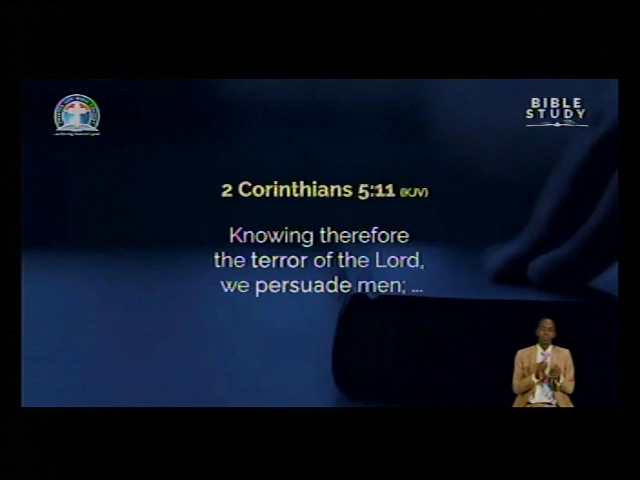 BIBLE
STUDY
2 Corinthians 5:11 (KJV)
Knowing therefore
the terror of the Lord,
we persuade men; ...